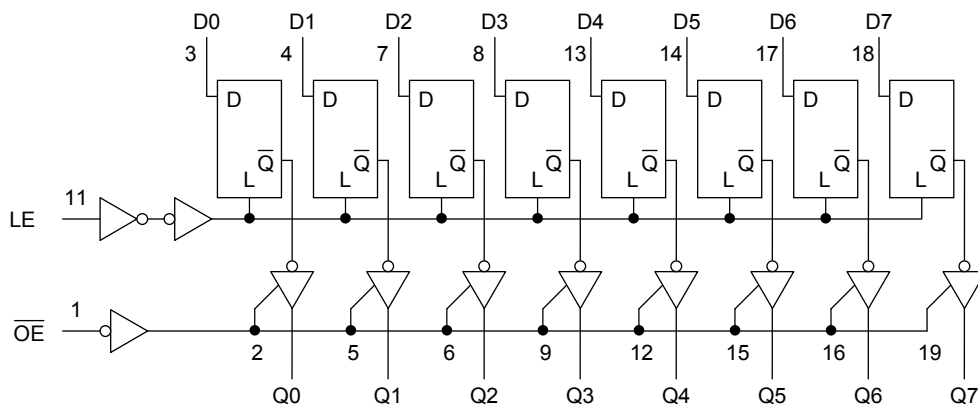 D0 D1 D2 D3 D4 D5 D6 D7
3 4 7 8 13 14 17 18
D D D D D D D D
Q̅ Q̅ Q̅ Q̅ Q̅ Q̅ Q̅ Q̅
L L L L L L L L
11
LE
1
O̅E̅
2 5 6 9 12 15 16 19
Q0 Q1 Q2 Q3 Q4 Q5 Q6 Q7